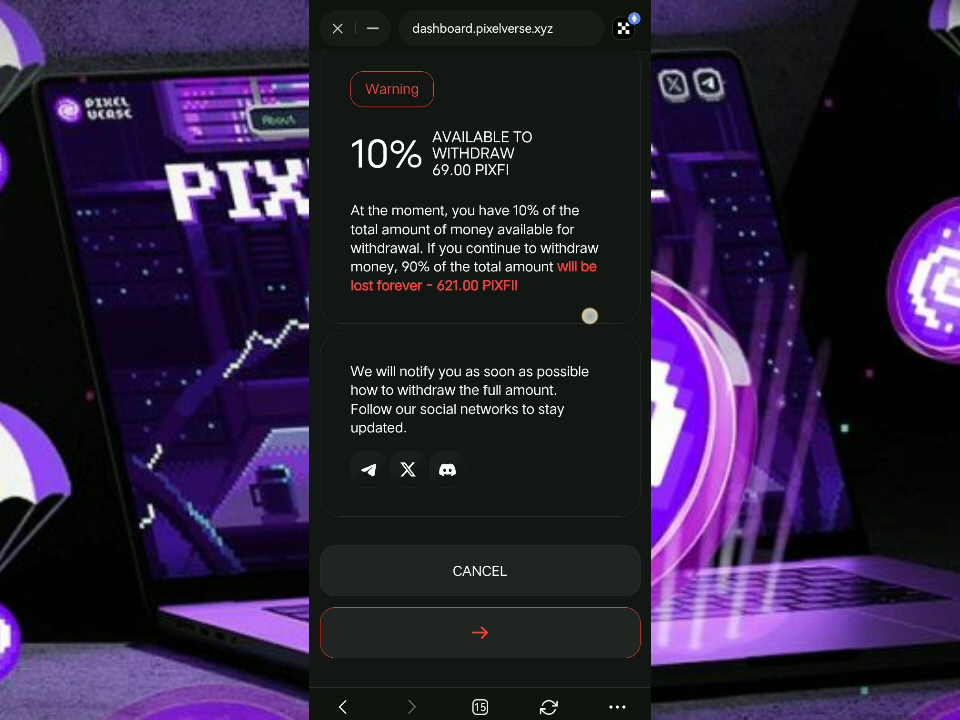 dashboard.pixelverse.xyz
PIXEL
VERSE
About
PIX
Warning
10%
AVAILABLE TO
WITHDRAW
69.00 PIXFI
At the moment, you have 10% of the
total amount of money available for
withdrawal. If you continue to withdraw
money, 90% of the total amount will be
lost forever - 621.00 PIXFI!
We will notify you as soon as possible
how to withdraw the full amount.
Follow our social networks to stay
updated.
CANCEL
15